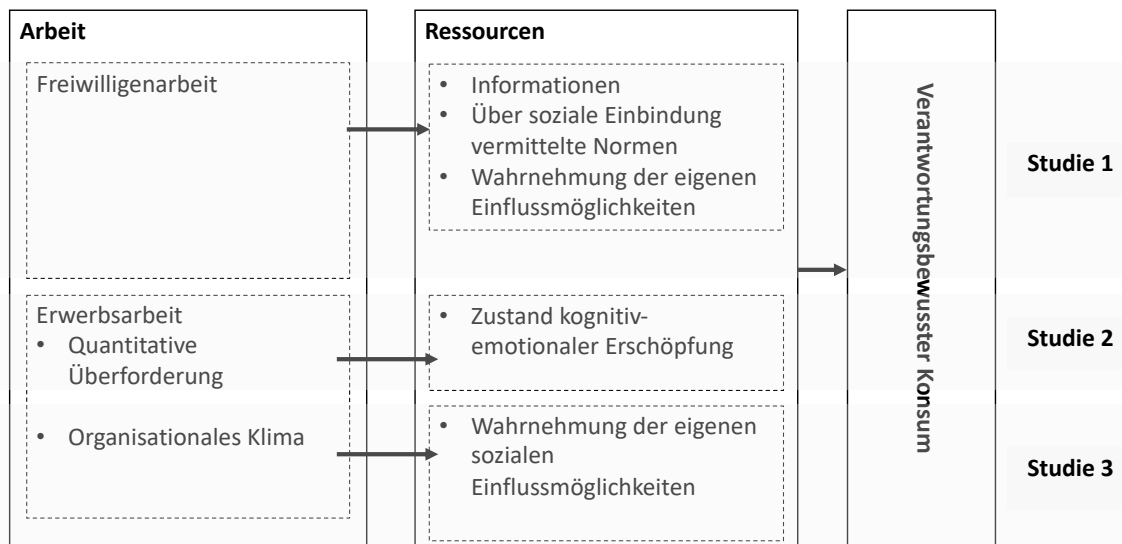 Arbeit
Freiwilligenarbeit
Erwerbsarbeit
• Quantitative
Überforderung
• Organisationales Klima
Ressourcen
• Informationen
• Über soziale Einbindung
vermittelte Normen
• Wahrnehmung der eigenen
Einflussmöglichkeiten
• Zustand kognitiv-
emotionaler Erschöpfung
• Wahrnehmung der eigenen
sozialen
Einflussmöglichkeiten
Verantwortungsbewusster Konsum
Studie 1
Studie 2
Studie 3